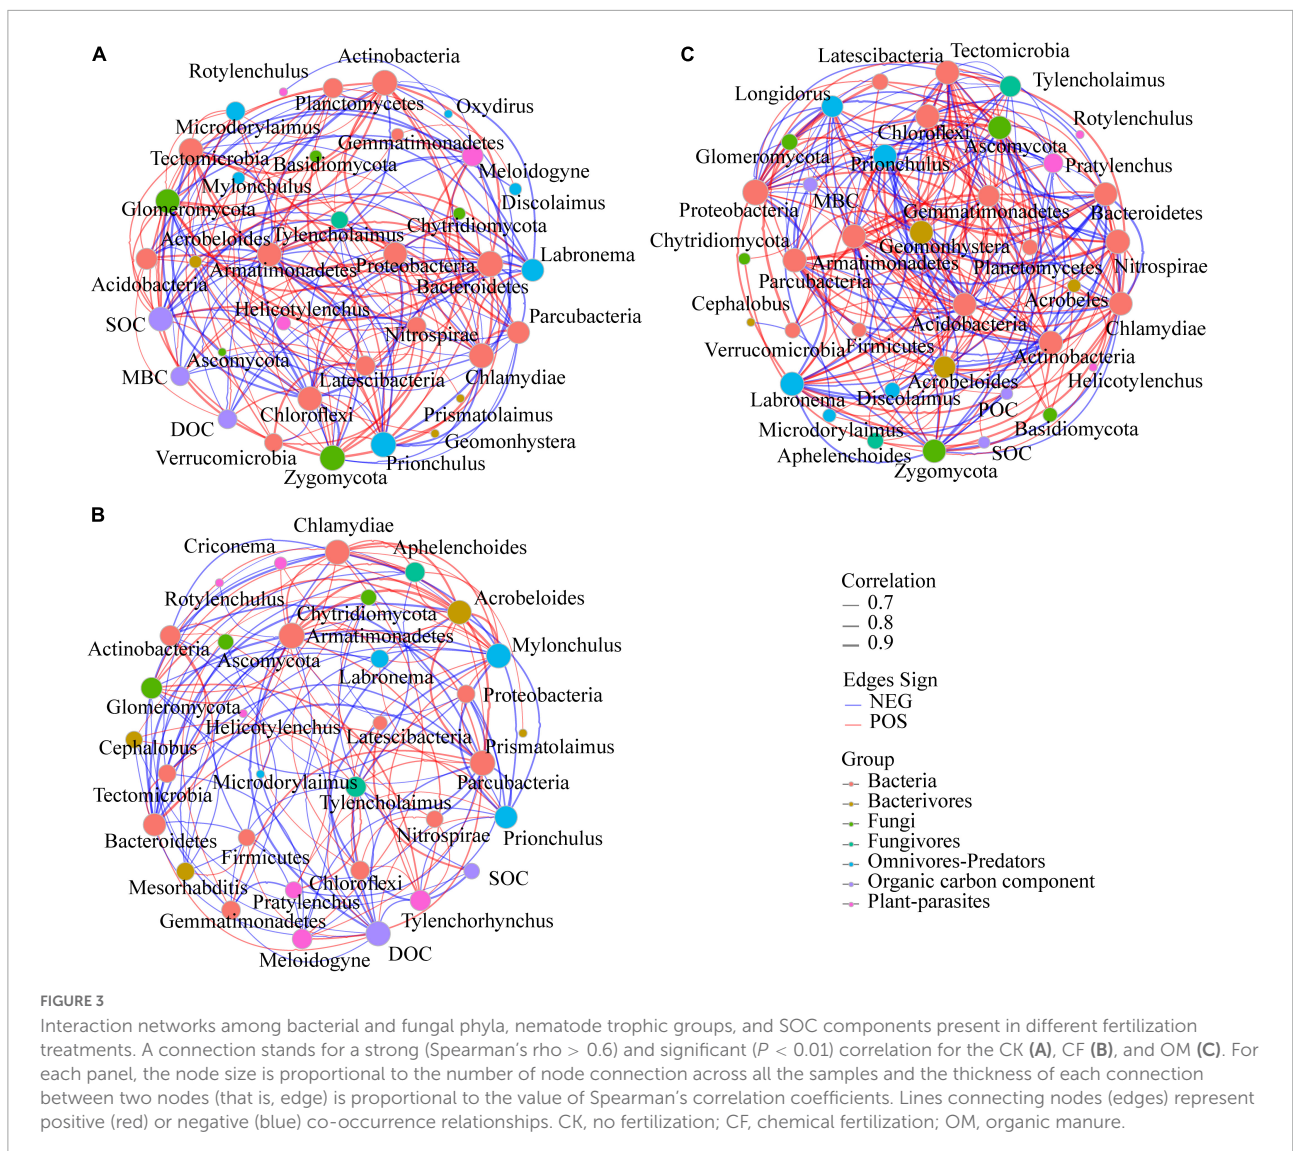 A
Actinobacteria
Rotylenchulus
Planctomycetes
Oxydirus
Microdorylaimus
Gemmatimonadetes
Tectomicrobia
Basidiomycota
Meloidogyne
Mylonchulus
Discolaimus
Glomeromycota
Chytridiomycota
Acrobeloides
Tylencholaimus
Labronema
Armatimonadetes
Proteobacteria
Acidobacteria
Bacteroidetes
Helicotylenchus
Parcubacteria
SOC
Nitrospirae
Ascomycota
MBC
Latescibacteria
Chlamydiae
Chloroflexi
Prismatolaimus
DOC
Geomonhystera
Verrucomicrobia
Prionchulus
Zygomycota
C
Latescibacteria
Tectomicrobia
Tylencholaimus
Longidorus
Rotylenchulus
Chloroflexi
Ascomycota
Glomeromycota
Prionchulus
Pratylenchus
MBC
Proteobacteria
Gemmatimonadetes
Bacteroidetes
Chytridiomycota
Geomonhystera
Armatimonadetes
Planctomycetes
Nitrospirae
Parcubacteria
Cephalobus
Acrobeles
Acidobacteria
Chlamydiae
Verrucomicrobia
Firmicutes
Actinobacteria
Acrobeloides
Helicotylenchus
Labronema
Discolaimus
POC
Microdorylaimus
Basidiomycota
Aphelenchoides
SOC
Zygomycota
B
Chlamydiae
Criconema
Aphelenchoides
Rotylenchulus
Acrobeloides
Chytridiomycota
Actinobacteria
Armatimonadetes
Mylonchulus
Ascomycota
Labronema
Proteobacteria
Glomeromycota
Helicotylenchus
Latescibacteria
Cephalobus
Prismatolaimus
Microdorylaimus
Parcubacteria
Tectomicrobia
Tylencholaimus
Bacteroidetes
Nitrospirae
Prionchulus
Firmicutes
Mesorhabditis
Chloroflexi
SOC
Pratylenchus
Gemmatimonadetes
Tylenchorhynchus
Meloidogyne
DOC
Correlation
0.7
0.8
0.9
Edges Sign
NEG
POS
Group
Bacteria
Bacterivores
Fungi
Fungivores
Omnivores-Predators
Organic carbon component
Plant-parasites
FIGURE 3
Interaction networks among bacterial and fungal phyla, nematode trophic groups, and SOC components present in different fertilization
treatments. A connection stands for a strong (Spearman's rho > 0.6) and significant (P < 0.01) correlation for the CK (A), CF (B), and OM (C). For
each panel, the node size is proportional to the number of node connection across all the samples and the thickness of each connection
between two nodes (that is, edge) is proportional to the value of Spearman's correlation coefficients. Lines connecting nodes (edges) represent
positive (red) or negative (blue) co-occurrence relationships. CK, no fertilization; CF, chemical fertilization; OM, organic manure.